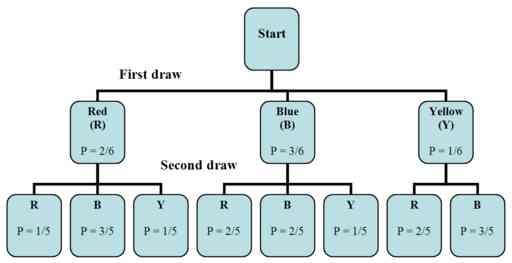 Start
First draw
Red
(R)
P = 2/6
Blue
(B)
P = 3/6
Yellow
(Y)
P = 1/6
Second draw
R
P = 1/5
B
P = 3/5
Y
P = 1/5
R
P = 2/5
B
P = 2/5
Y
P = 1/5
R
P = 2/5
B
P = 3/5